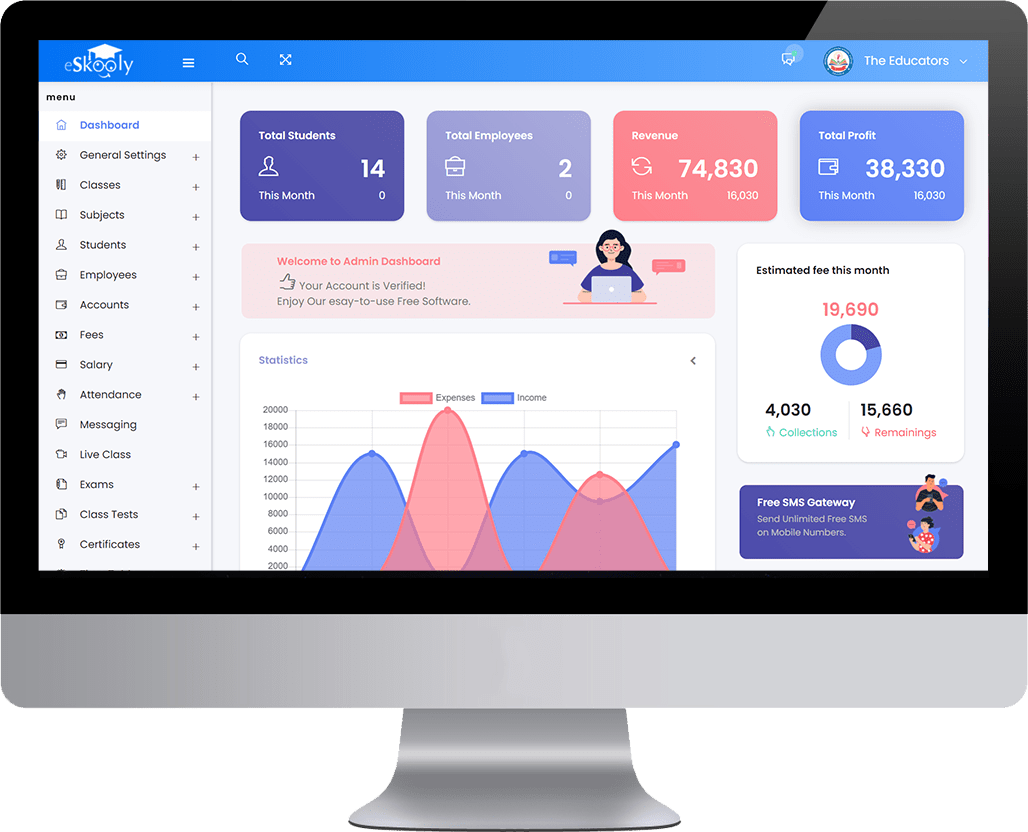 eSkooly
The Educators
menu
Dashboard
General Settings +
Classes +
Subjects +
Students +
Employees +
Accounts +
Fees +
Salary +
Attendance +
Messaging
Live Class
Exams +
Class Tests +
Certificates +
Total Students
14
This Month 0
Total Employees
2
This Month 0
Revenue
74,830
This Month 16,030
Total Profit
38,330
This Month 16,030
Welcome to Admin Dashboard
Your Account is Verified!
Enjoy Our esay-to-use Free Software.
Statistics
Expenses Income
20000
18000
16000
14000
12000
10000
8000
6000
4000
2000
Estimated fee this month
19,690
4,030 15,660
Collections Remainings
Free SMS Gateway
Send Unlimited Free SMS
on Mobile Numbers.